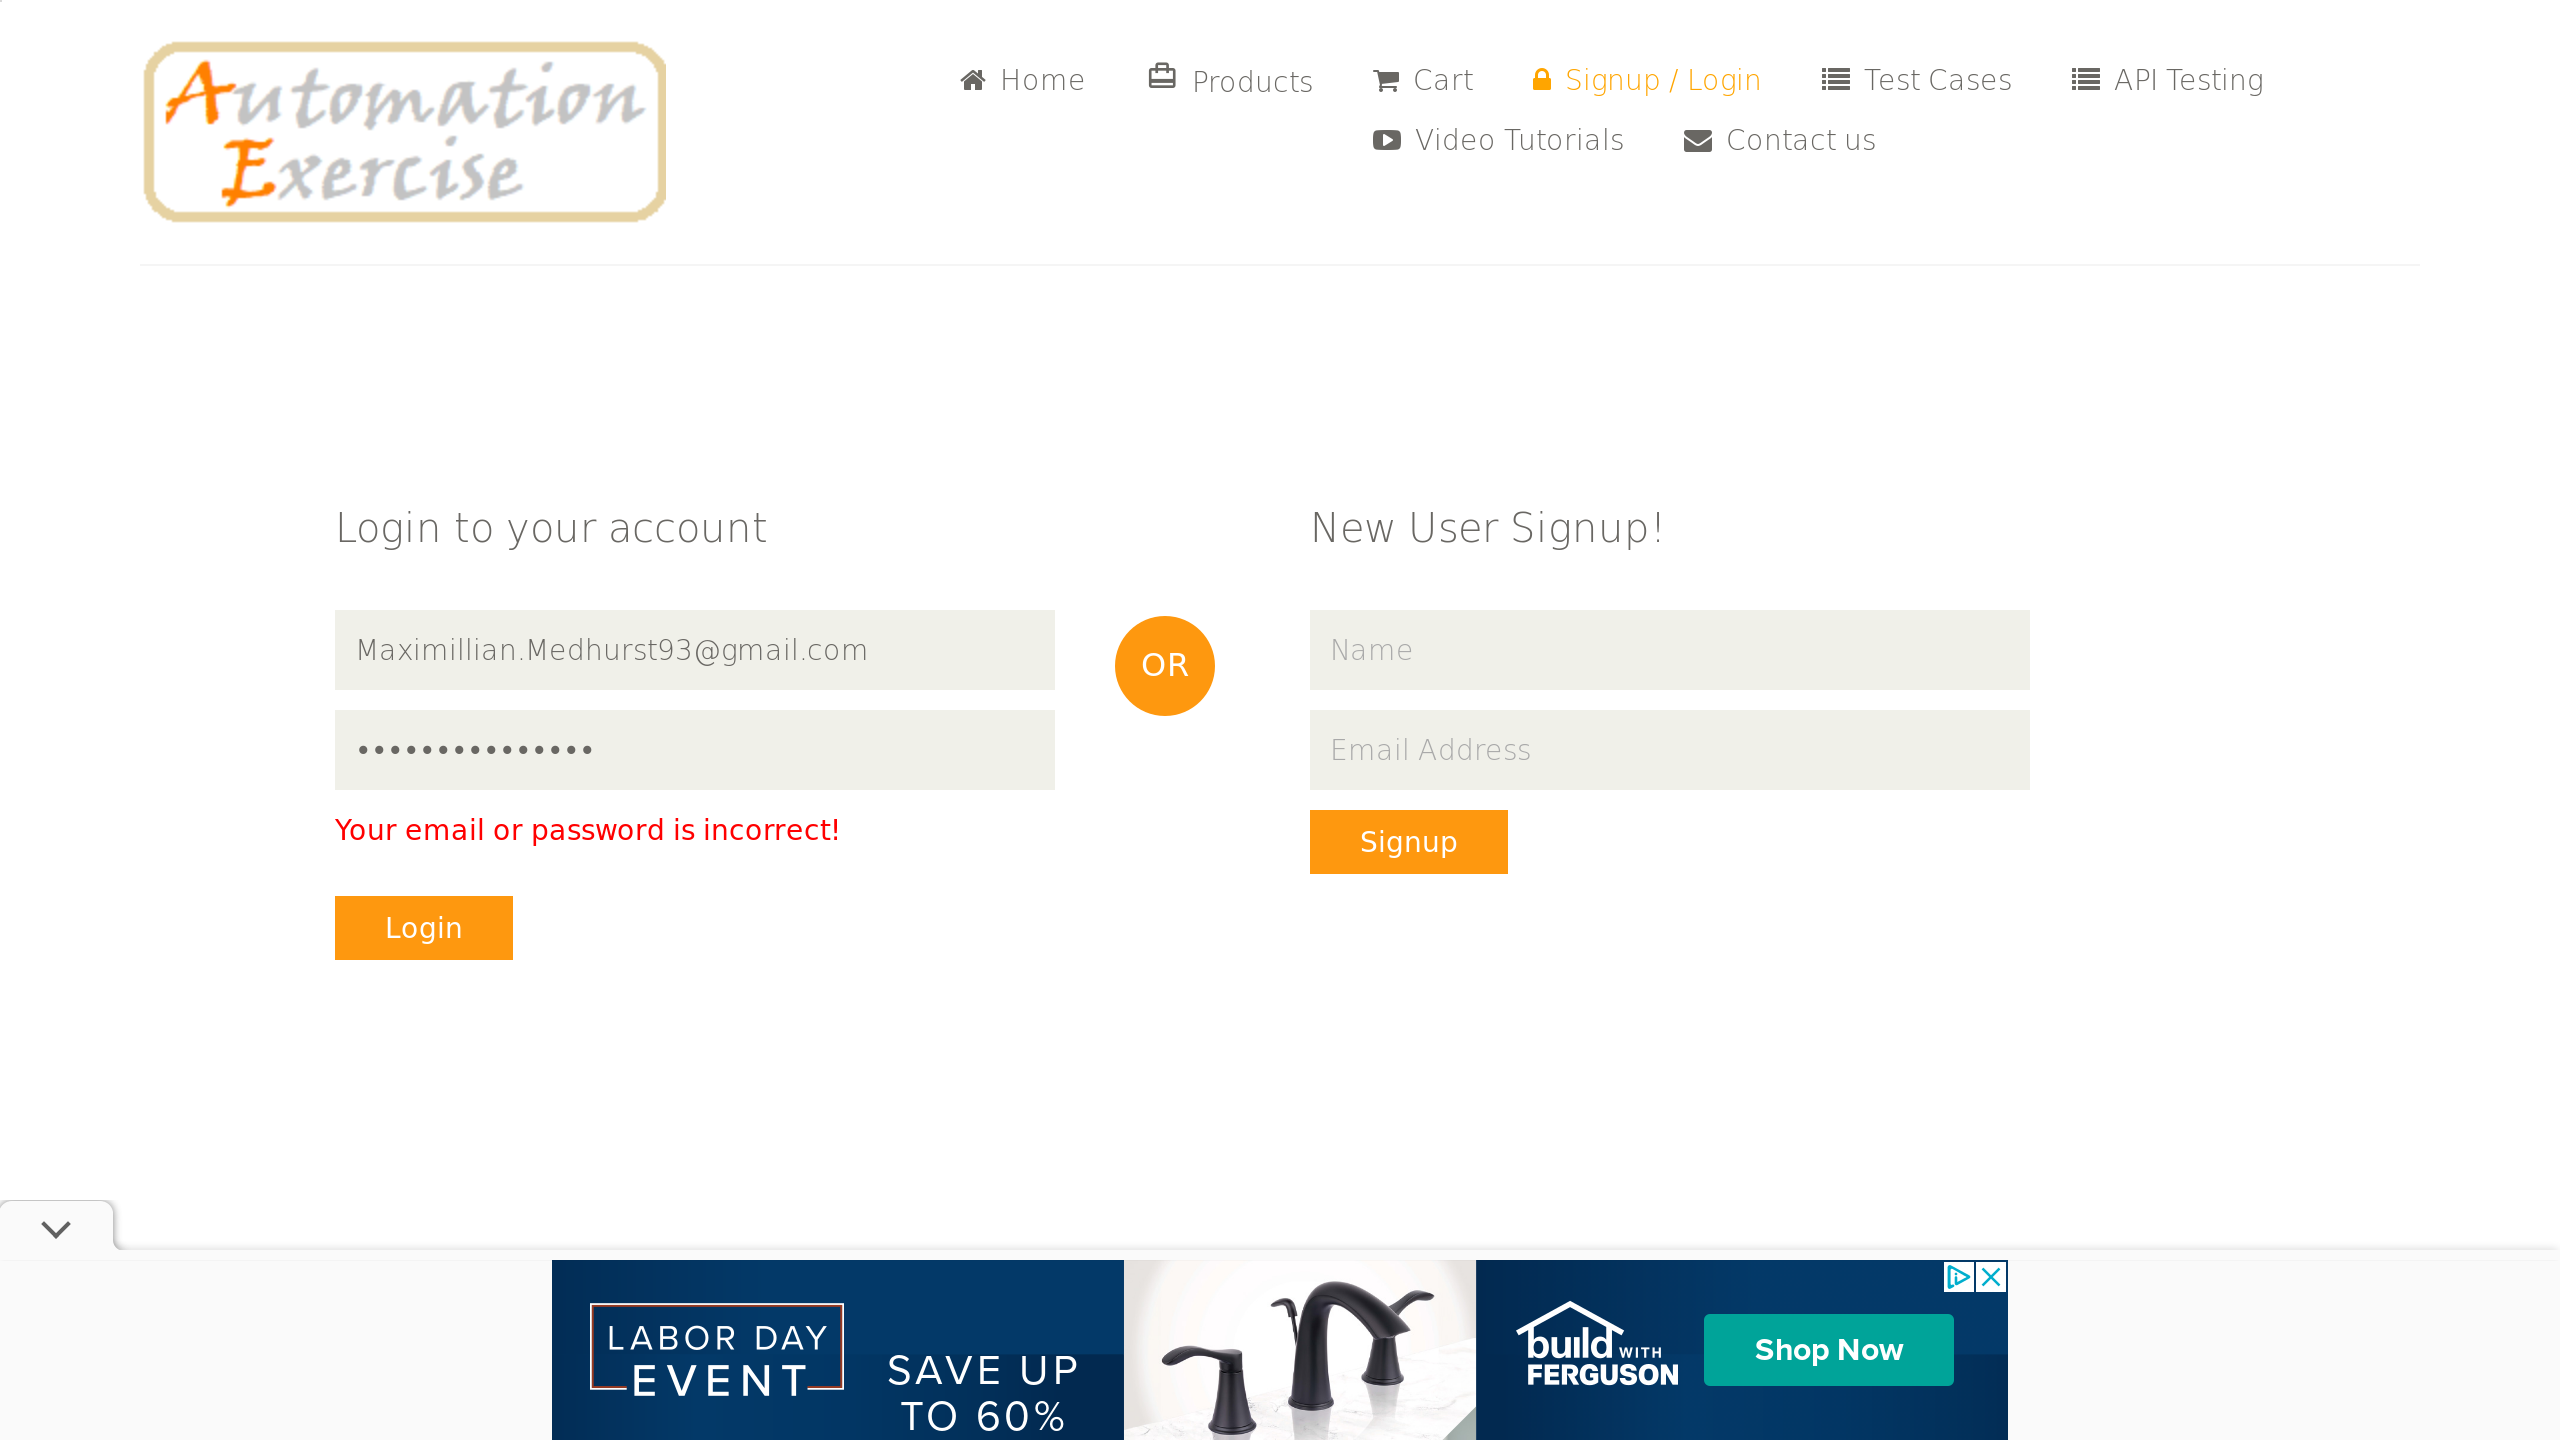 Automation
Exercise
Home
Products
Cart
Signup / Login
Test Cases
API Testing
Video Tutorials
Contact us
Login to your account
New User Signup!
Maximillian.Medhurst93@gmail.com
OR
Name
•••••••••••••••
Email Address
Your email or password is incorrect!
Signup
Login
LABOR DAY
EVENT
SAVE UP
TO 60%
build WITH
FERGUSON
Shop Now